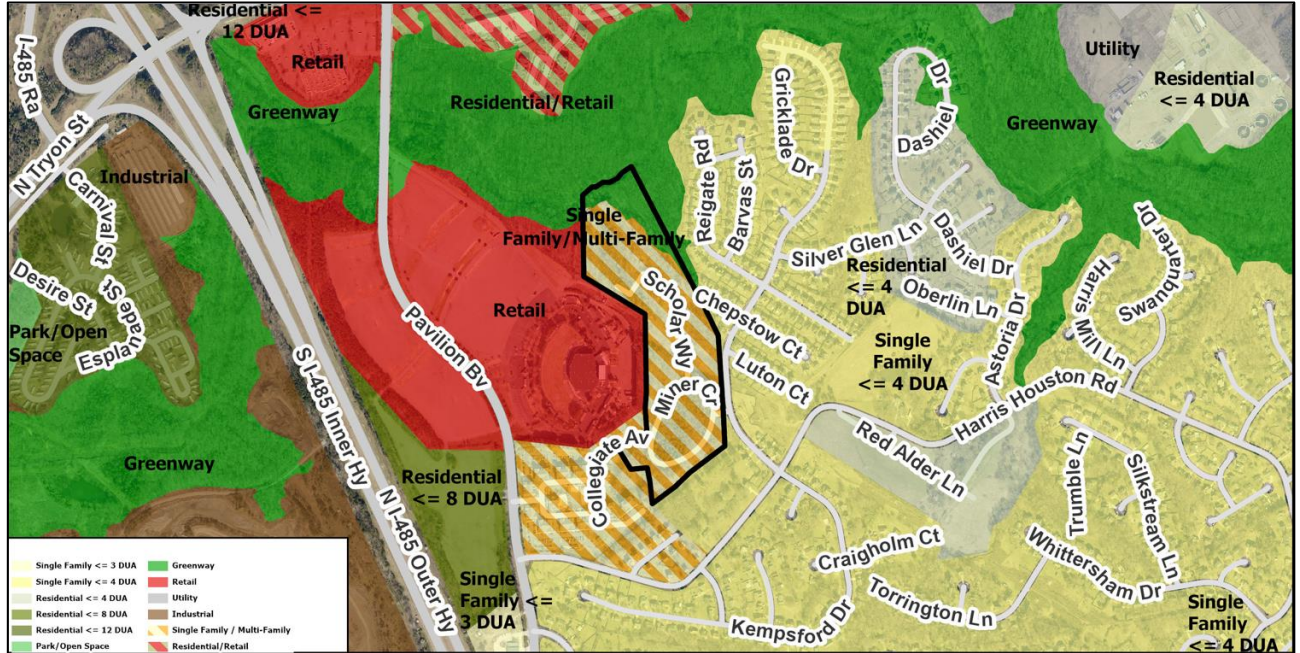 Residential <=
12 DUA
Retail
Utility
Residential
<= 4 DUA
I-485 Ra
Greenway
Residential/Retail
Gricklade Dr
Dashiel
Dr
Greenway
N Tryon St
Industrial
Reigate Rd
Barvas St
Carnival St
Single
Family/Multi-Family
Silver Glen Ln
Dashiel Dr
Harris Mill Ln
Swanquarter Dr
Desire St
Esplanade St
Scholar Wy
Residential
<= 4
DUA
Oberlin Ln
Park/Open
Space
Pavilion Bv
Retail
Chepstow Ct
Single
Family
<= 4 DUA
Astoria Dr
S I-485 Inner Hy
Miner Cr
Luton Ct
Harris Houston Rd
Greenway
Residential
<= 8 DUA
Collegiate Av
Red Alder Ln
Trumble Ln
Silkstream Ln
N I-485 Outer Hy
Craigholm Ct
Whittersham Dr
Single
Family <=
3 DUA
Kempsford Dr
Torrington Ln
Single
Family
<= 4 DUA
Single Family <= 3 DUA
Greenway
Single Family <= 4 DUA
Retail
Residential <= 4 DUA
Utility
Residential <= 8 DUA
Industrial
Residential <= 12 DUA
Single Family / Multi-Family
Park/Open Space
Residential/Retail